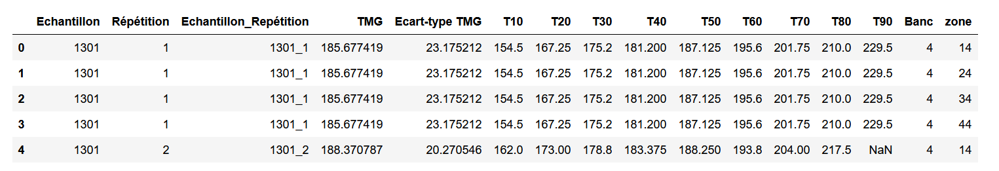 Echantillon Répétition Echantillon_Repétition TMG Ecart-type TMG T10 T20 T30 T40 T50 T60 T70 T80 T90 Banc zone
0 1301 1 1301_1 185.677419 23.175212 154.5 167.25 175.2 181.200 187.125 195.6 201.75 210.0 229.5 4 14
1 1301 1 1301_1 185.677419 23.175212 154.5 167.25 175.2 181.200 187.125 195.6 201.75 210.0 229.5 4 24
2 1301 1 1301_1 185.677419 23.175212 154.5 167.25 175.2 181.200 187.125 195.6 201.75 210.0 229.5 4 34
3 1301 1 1301_1 185.677419 23.175212 154.5 167.25 175.2 181.200 187.125 195.6 201.75 210.0 229.5 4 44
4 1301 2 1301_2 188.370787 20.270546 162.0 173.00 178.8 183.375 188.250 193.8 204.00 217.5 NaN 4 14